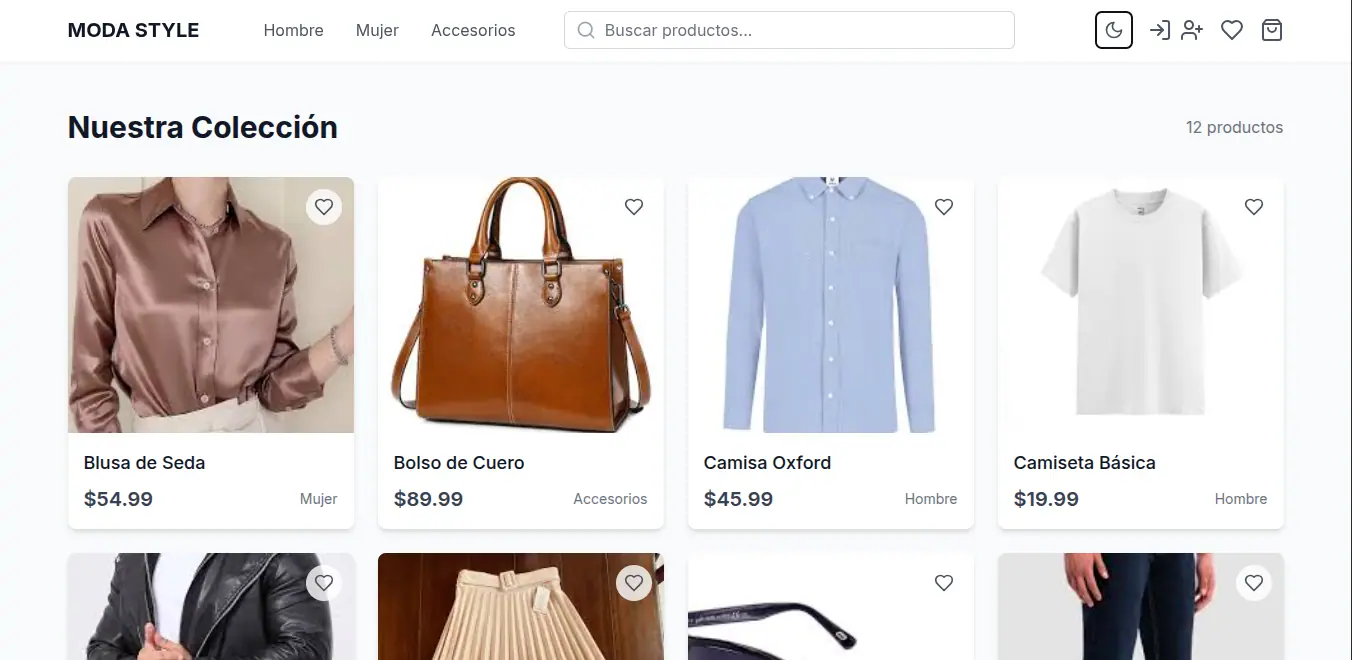 MODA STYLE Hombre Mujer Accesorios Buscar productos...
Nuestra Colección 12 productos
Blusa de Seda
$54.99 Mujer
Bolso de Cuero
$89.99 Accesorios
Camisa Oxford
$45.99 Hombre
Camiseta Básica
$19.99 Hombre